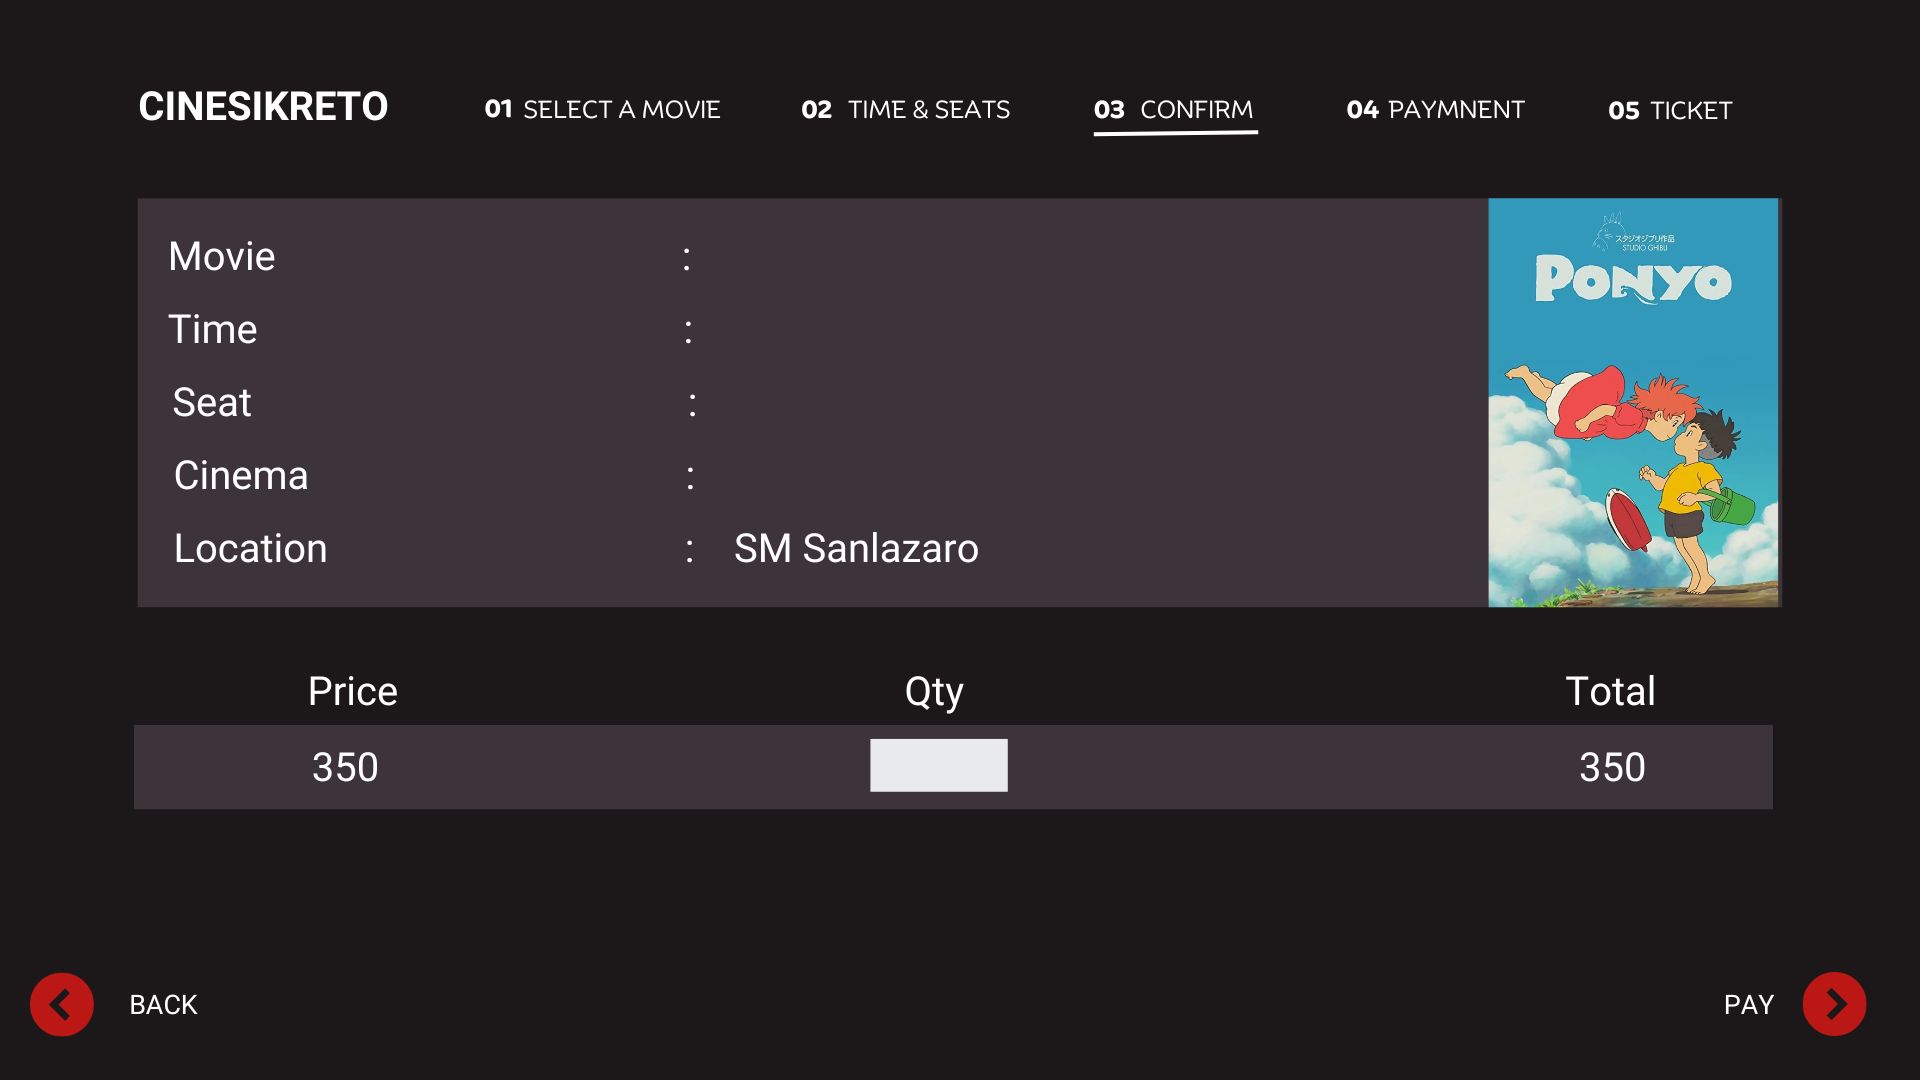 CINESIKRETO 01 SELECT A MOVIE 02 TIME & SEATS 03 CONFIRM 04 PAYMNENT 05 TICKET
Movie :
Time :
Seat :
Cinema :
Location : SM Sanlazaro
スタジオジブリ作品
STUDIO GHIBLI
PONYO
Price Qty Total
350 350
BACK PAY